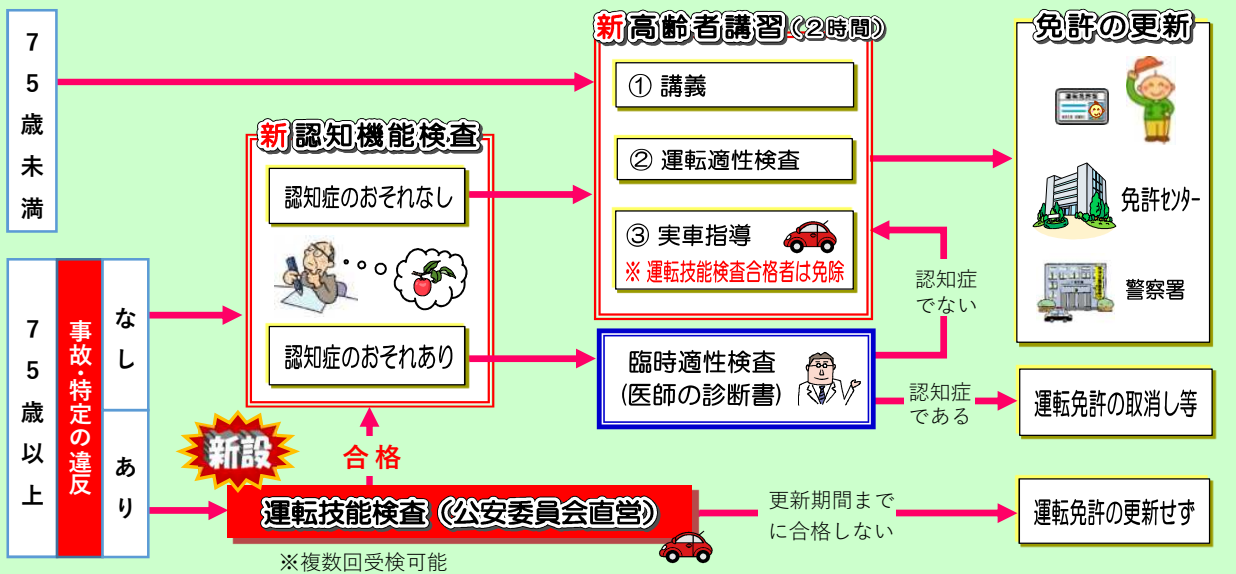 75歳未満
75歳以上
事故・特定の違反
なし
あり
新認知機能検査
認知症のおそれなし
認知症のおそれあり
新設
合格
運転技能検査（公安委員会直営）
※複数回受検可能
新高齢者講習（２時間）
① 講義
② 運転適性検査
③ 実車指導
※ 運転技能検査合格者は免除
臨時適性検査
(医師の診断書)
認知症
でない
認知症
である
更新期間まで
に合格しない
免許の更新
免許センター
警察署
運転免許の取消し等
運転免許の更新せず